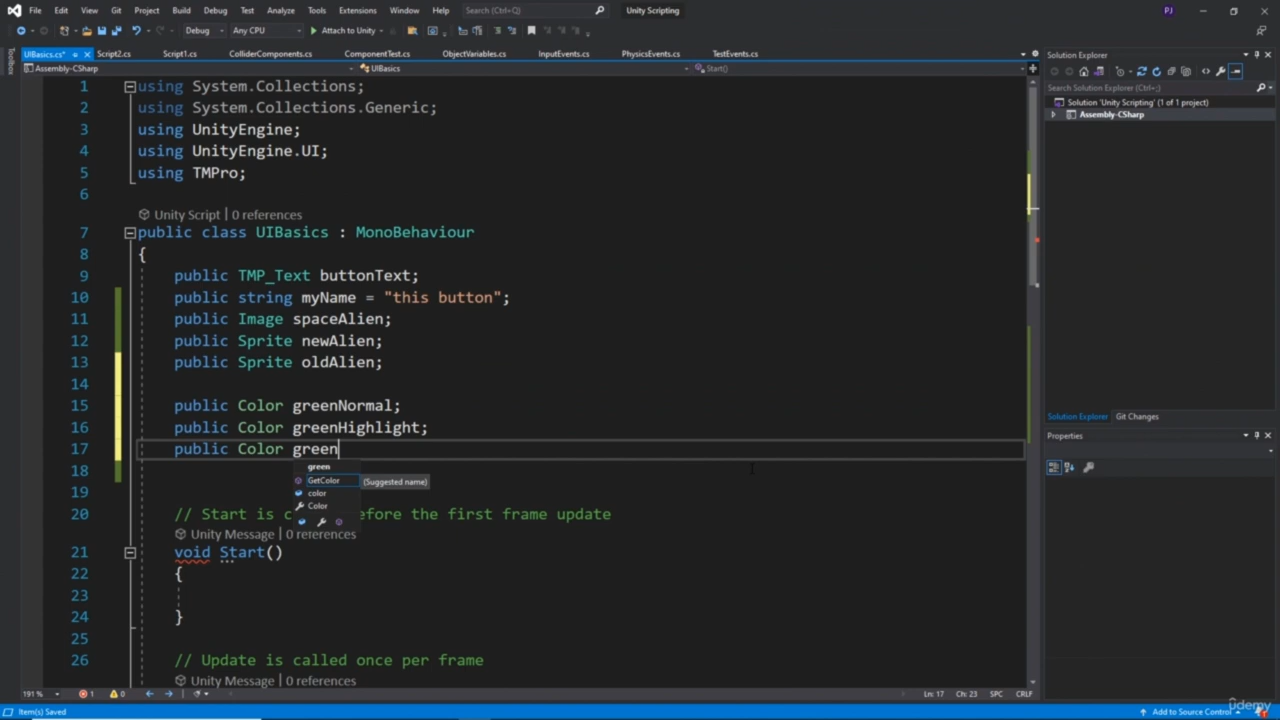 File Edit View Git Project Build Debug Test Analyze Tools Extensions Window Help Search (Ctrl+Q) Unity Scripting PJ
Debug Any CPU Attach to Unity
UIBasics.cs* Script2.cs Script1.cs ColliderComponents.cs ComponentTest.cs ObjectVariables.cs InputEvents.cs PhysicsEvents.cs TestEvents.cs
Toolbox
Assembly-CSharp UIBasics Start()
1 using System.Collections;
2 using System.Collections.Generic;
3 using UnityEngine;
4 using UnityEngine.UI;
5 using TMPro;
6
Unity Script | 0 references
7 public class UIBasics : MonoBehaviour
8 {
9 public TMP_Text buttonText;
10 public string myName = "this button";
11 public Image spaceAlien;
12 public Sprite newAlien;
13 public Sprite oldAlien;
14
15 public Color greenNormal;
16 public Color greenHighlight;
17 public Color green
18
19
green
GetColor (Suggested name)
color
Color
20 // Start is c efore the first frame update
Unity Message | 0 references
21 void Start()
22 {
23
24 }
25
26 // Update is called once per frame
Unity Message | 0 references
191 % 1 0 Ln: 17 Ch: 23 SPC CRLF
Solution Explorer
Search Solution Explorer (Ctrl+;)
Solution 'Unity Scripting' (1 of 1 project)
Assembly-CSharp
Solution Explorer Git Changes
Properties
Item(s) Saved Add to Source Control
udemy